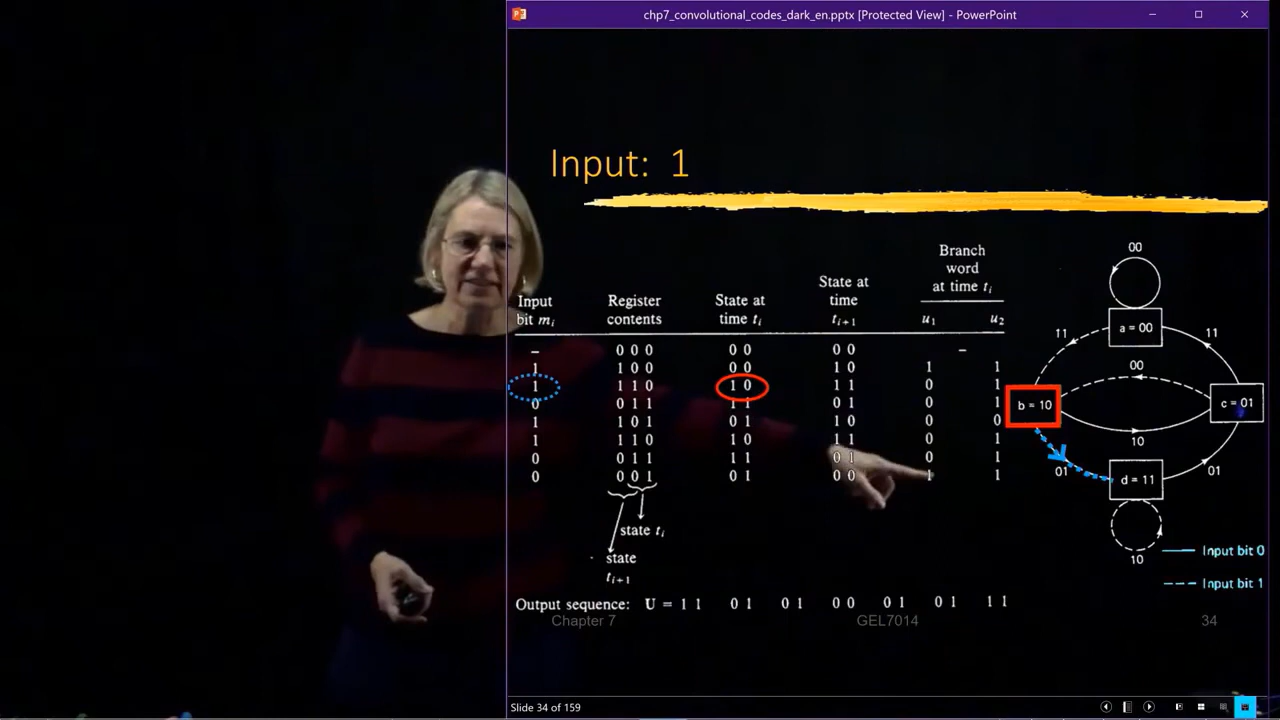 chp7_convolutional_codes_dark_en.pptx [Protected View] - PowerPoint
Input: 1
Input bit mᵢ
Register contents
State at time tᵢ
State at time tᵢ₊₁
Branch word at time tᵢ
u₁ u₂
– 0 0 0 0 0 0 0 –
1 1 0 0 0 0 1 0 1 1
1 1 1 0 1 0 1 1 0 1
0 0 1 1 1 1 0 1 0 1
1 1 0 1 0 1 1 0 0 0
1 1 1 0 1 0 1 1 0 1
0 0 1 1 1 1 0 1 0 1
0 0 0 1 0 1 0 0 1 1
state tᵢ
state
tᵢ₊₁
Output sequence: U = 1 1 0 1 0 1 0 0 0 1 0 1 1 1
00
a = 00
11
11
00
b = 10
c = 01
10
01
d = 11
01
10
Input bit 0
Input bit 1
Chapter 7
GEL7014
34
Slide 34 of 159